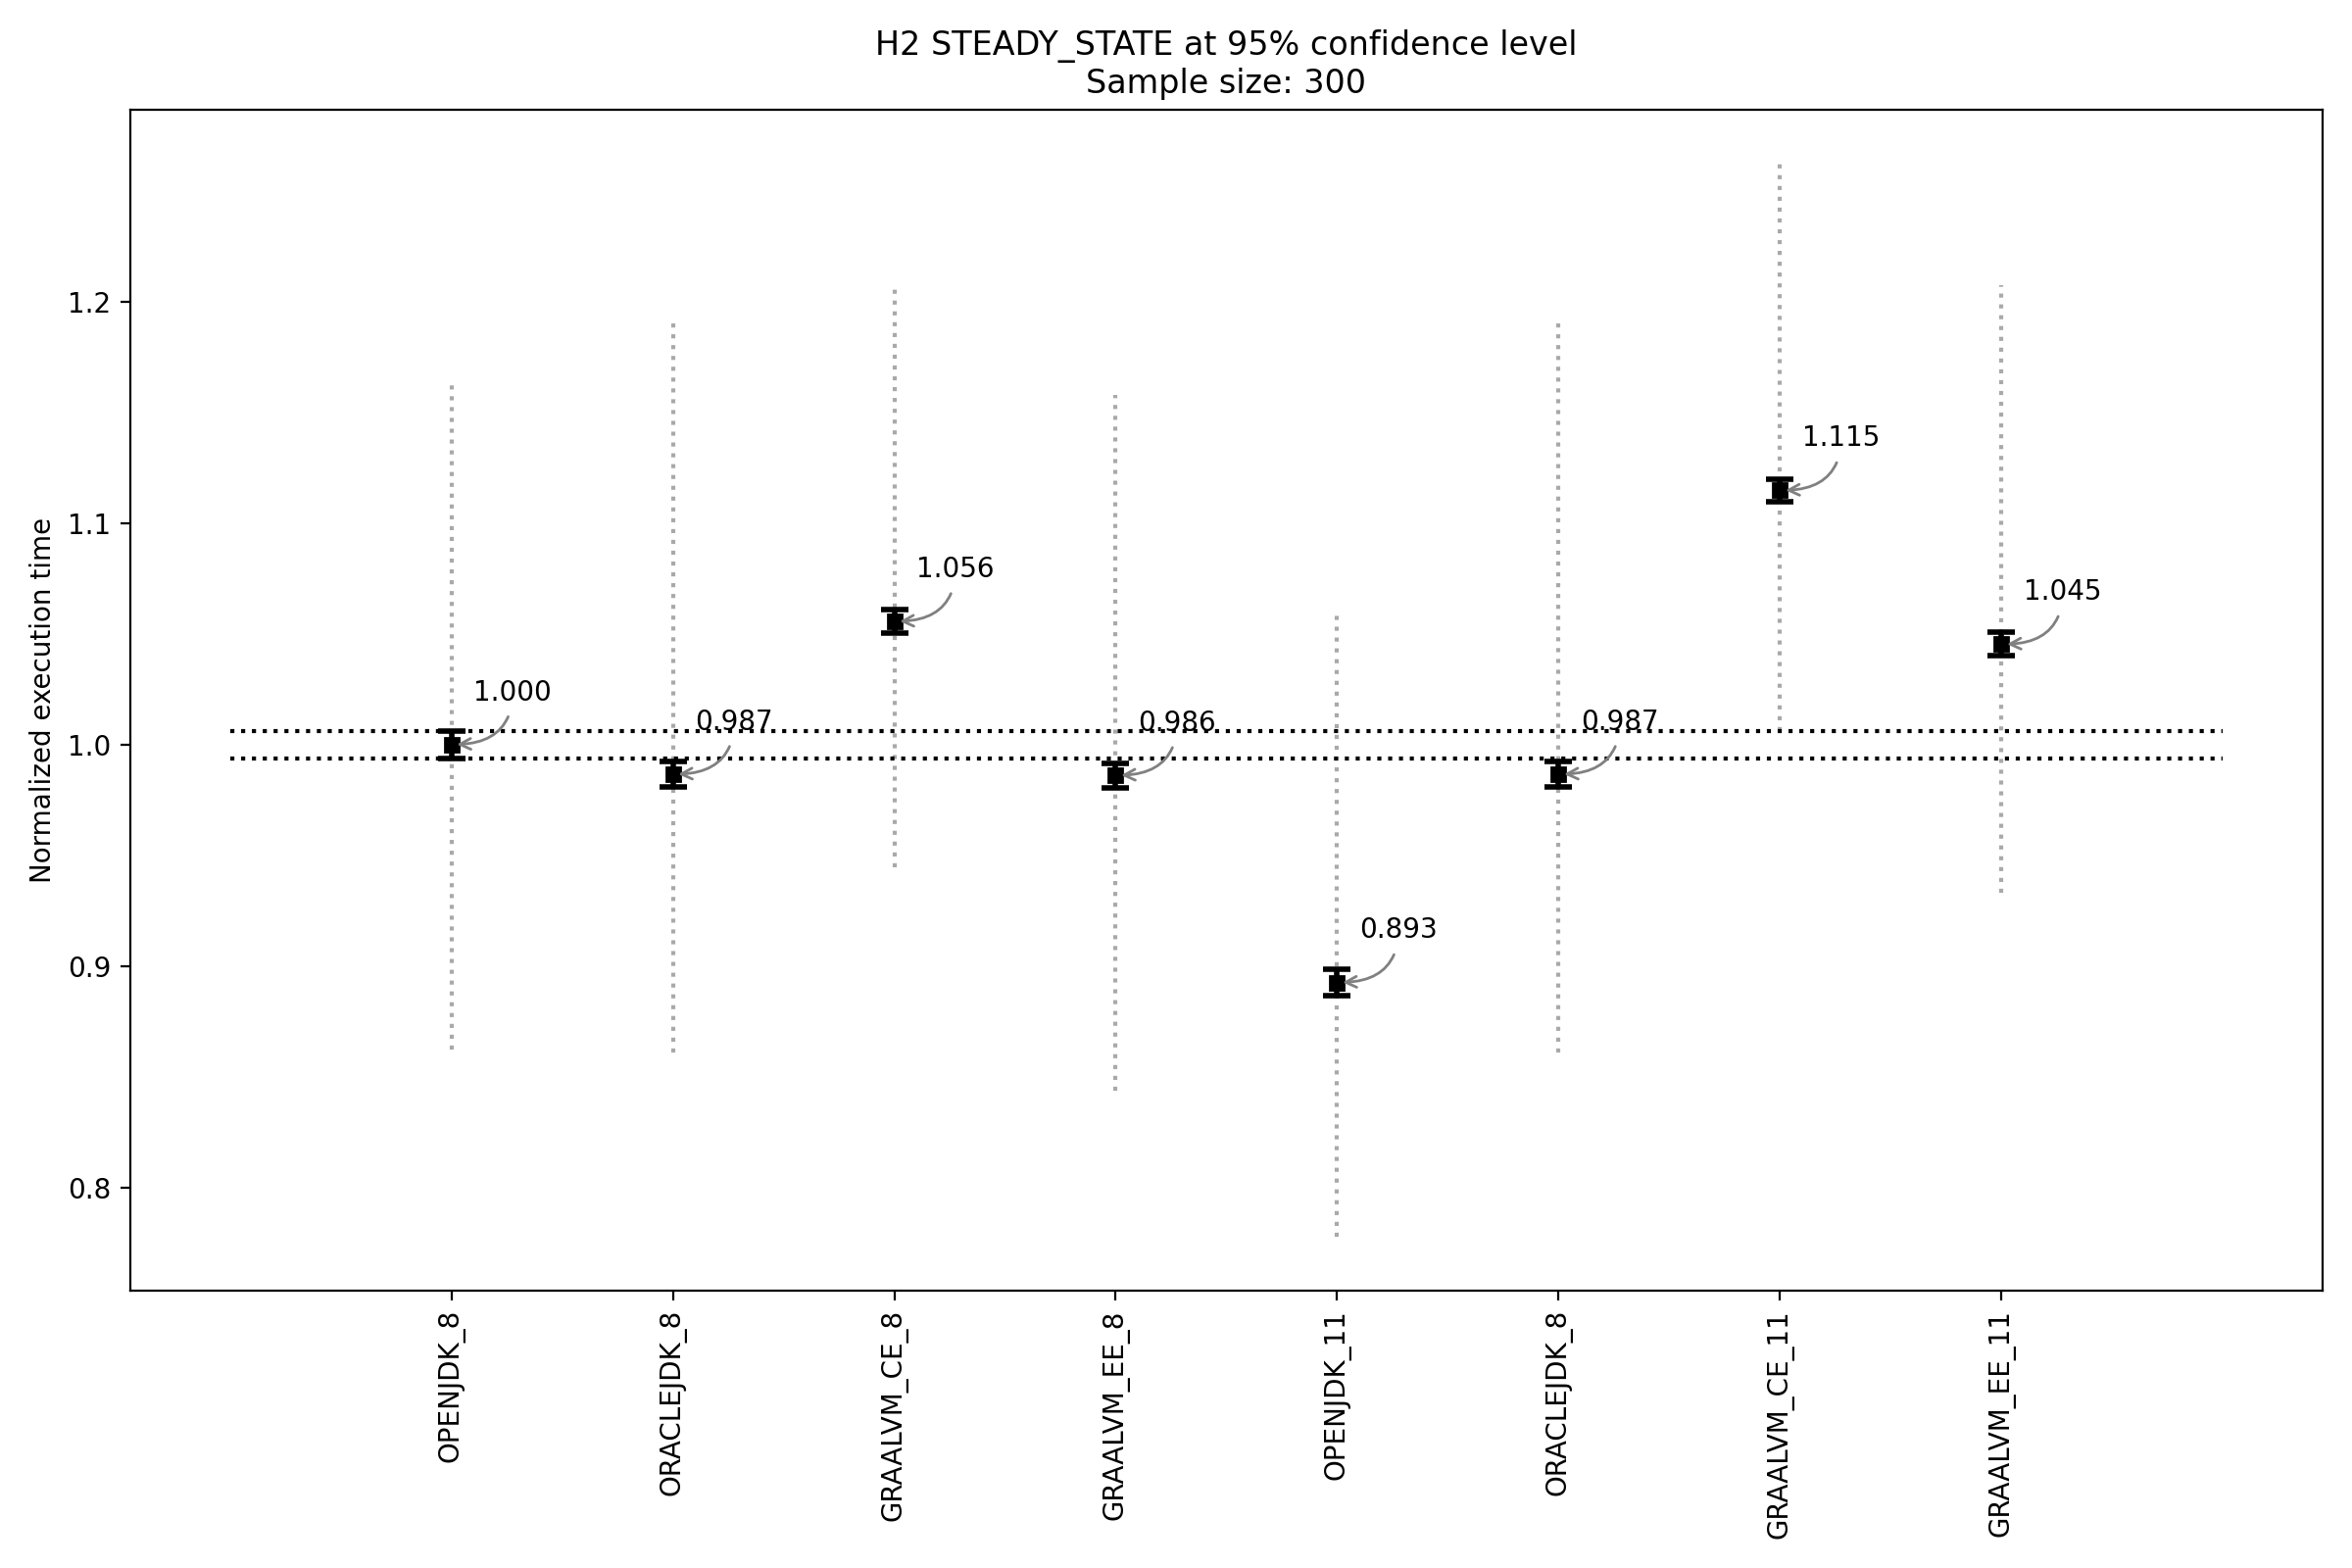 H2 STEADY_STATE at 95% confidence level
Sample size: 300
Normalized execution time
1.2
1.1
1.0
0.9
0.8
1.000
0.987
1.056
0.986
0.893
0.987
1.115
1.045
OPENJDK_8
ORACLEJDK_8
GRAALVM_CE_8
GRAALVM_EE_8
OPENJDK_11
ORACLEJDK_8
GRAALVM_CE_11
GRAALVM_EE_11